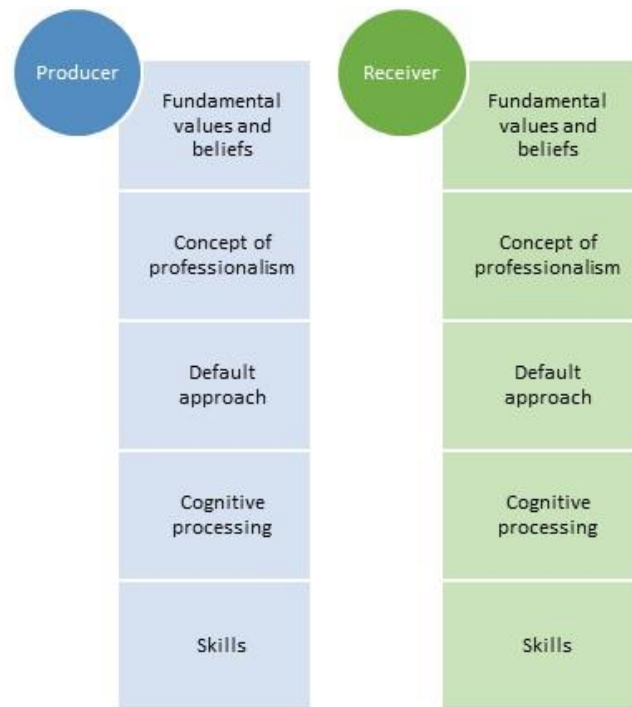 Producer
Fundamental
values and
beliefs
Concept of
professionalism
Default
approach
Cognitive
processing
Skills
Receiver
Fundamental
values and
beliefs
Concept of
professionalism
Default
approach
Cognitive
processing
Skills